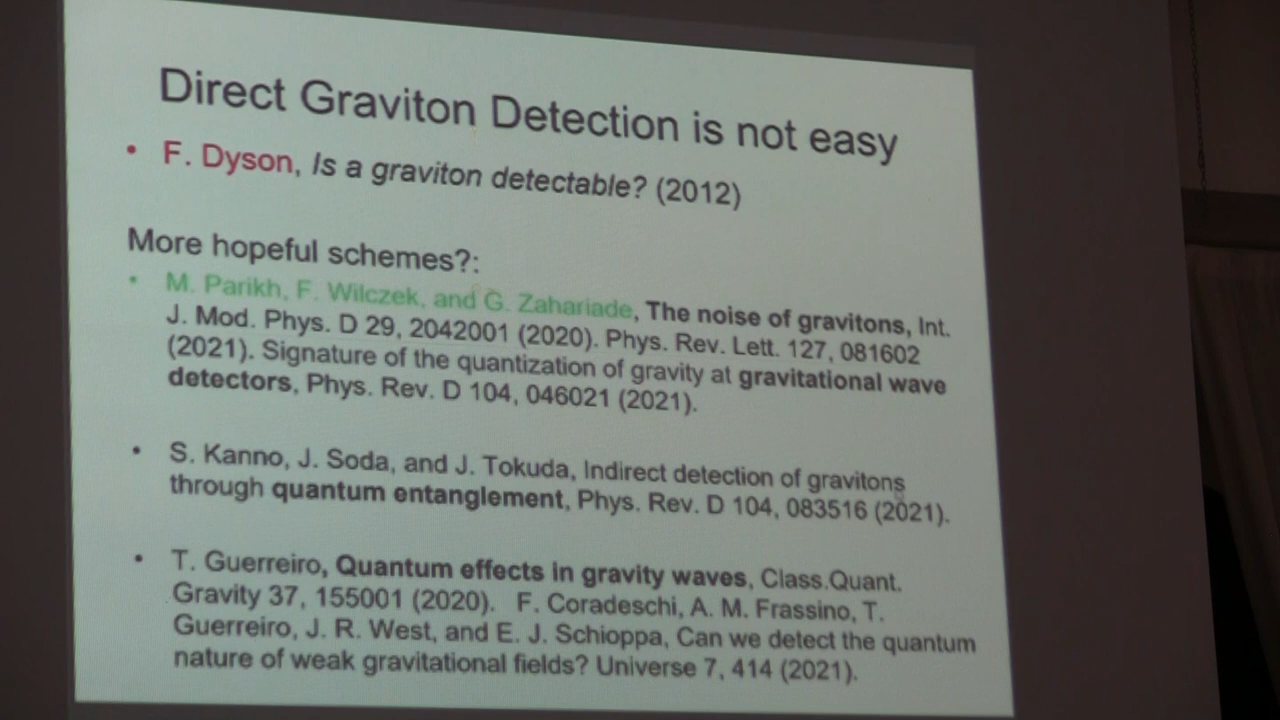 Direct Graviton Detection is not easy
• F. Dyson, Is a graviton detectable? (2012)
More hopeful schemes?:
• M. Parikh, F. Wilczek, and G. Zahariade, The noise of gravitons, Int.
J. Mod. Phys. D 29, 2042001 (2020). Phys. Rev. Lett. 127, 081602
(2021). Signature of the quantization of gravity at gravitational wave
detectors, Phys. Rev. D 104, 046021 (2021).
• S. Kanno, J. Soda, and J. Tokuda, Indirect detection of gravitons
through quantum entanglement, Phys. Rev. D 104, 083516 (2021).
• T. Guerreiro, Quantum effects in gravity waves, Class.Quant.
Gravity 37, 155001 (2020). F. Coradeschi, A. M. Frassino, T.
Guerreiro, J. R. West, and E. J. Schioppa, Can we detect the quantum
nature of weak gravitational fields? Universe 7, 414 (2021).